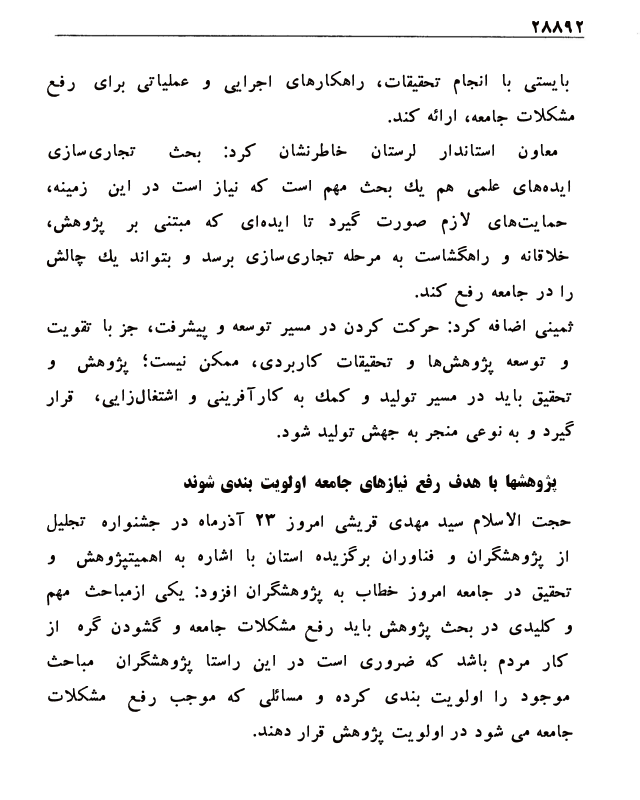 ۲۸۸۹۲
بایستی با انجام تحقیقات، راهکارهای اجرایی و عملیاتی برای رفع
مشکلات جامعه، ارائه کند.
معاون استاندار لرستان خاطرنشان کرد: بحث تجاری‌سازی
ایده‌های علمی هم یك بحث مهم است که نیاز است در این زمینه،
حمایت‌های لازم صورت گیرد تا ایده‌ای که مبتنی بر پژوهش،
خلاقانه و راهگشاست به مرحله تجاری‌سازی برسد و بتواند یك چالش
را در جامعه رفع کند.
ثمینی اضافه کرد: حرکت کردن در مسیر توسعه و پیشرفت، جز با تقویت
و توسعه پژوهش‌ها و تحقیقات کاربردی، ممکن نیست؛ پژوهش و
تحقیق باید در مسیر تولید و کمك به کارآفرینی و اشتغال‌زایی، قرار
گیرد و به نوعی منجر به جهش تولید شود.
پژوهشها با هدف رفع نیازهای جامعه اولویت بندی شوند
حجت الاسلام سید مهدی قریشی امروز ۲۳ آذرماه در جشنواره تجلیل
از پژوهشگران و فناوران برگزیده استان با اشاره به اهمیتپژوهش و
تحقیق در جامعه امروز خطاب به پژوهشگران افزود: یکی ازمباحث مهم
و کلیدی در بحث پژوهش باید رفع مشکلات جامعه و گشودن گره از
کار مردم باشد که ضروری است در این راستا پژوهشگران مباحث
موجود را اولویت بندی کرده و مسائلی که موجب رفع مشکلات
جامعه می شود در اولویت پژوهش قرار دهند.